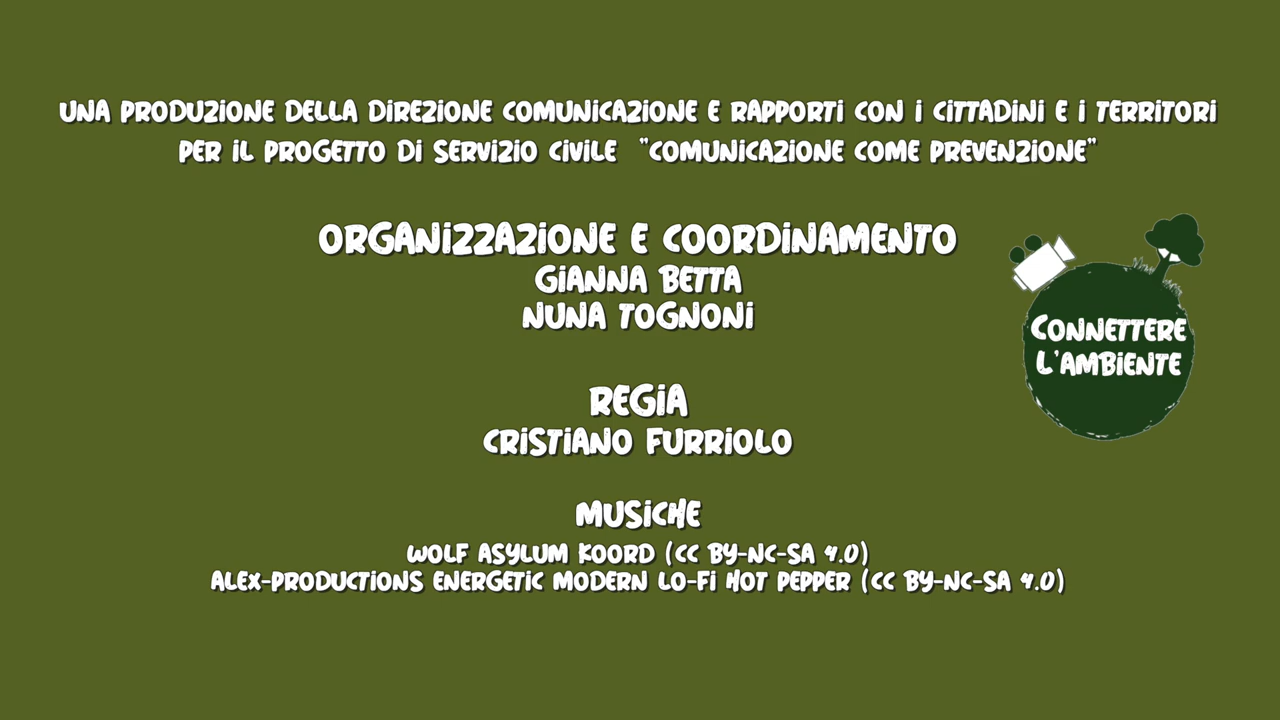 UNA PRODUZIONE DELLA DIREZIONE COMUNICAZIONE E RAPPORTI CON I CITTADINI E I TERRITORI
PER IL PROGETTO DI SERVIZIO CIVILE "COMUNICAZIONE COME PREVENZIONE"
ORGANIZZAZIONE E COORDINAMENTO
GIANNA BETTA
NUNA TOGNONI
CONNETTERE
L'AMBIENTE
REGIA
CRISTIANO FURRIOLO
MUSICHE
WOLF ASYLUM KOORD (CC BY-NC-SA 4.0)
ALEX-PRODUCTIONS ENERGETIC MODERN LO-FI HOT PEPPER (CC BY-NC-SA 4.0)